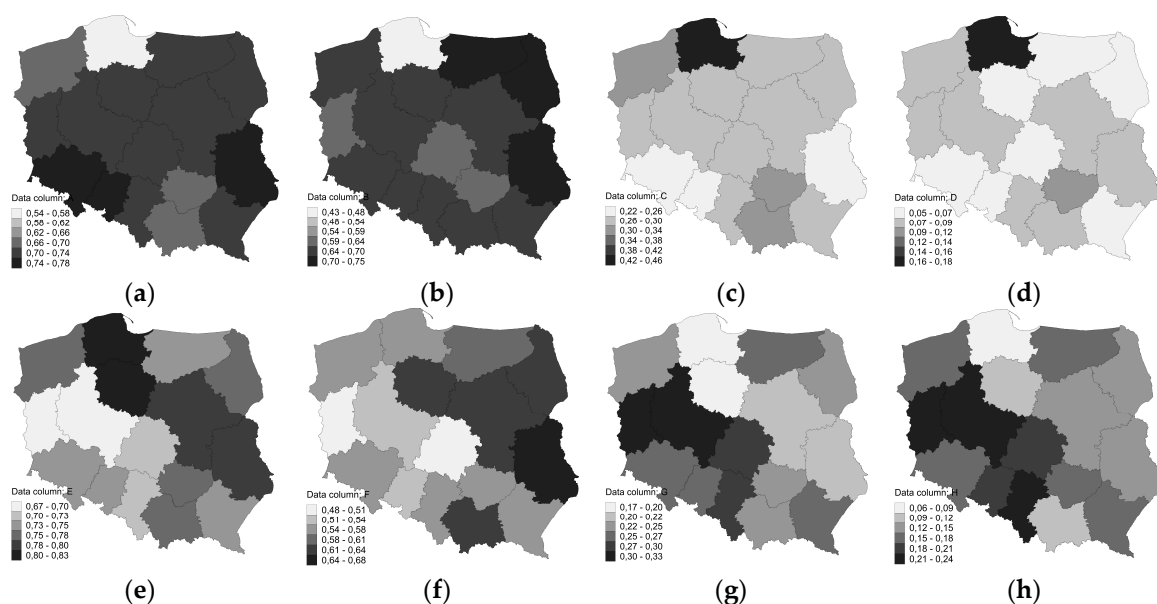 Data column: A
0,54 - 0,58
0,58 - 0,62
0,62 - 0,66
0,66 - 0,70
0,70 - 0,74
0,74 - 0,78
(a)
Data column: B
0,43 - 0,48
0,48 - 0,54
0,54 - 0,59
0,59 - 0,64
0,64 - 0,70
0,70 - 0,75
(b)
Data column: C
0,22 - 0,26
0,26 - 0,30
0,30 - 0,34
0,34 - 0,38
0,38 - 0,42
0,42 - 0,46
(c)
Data column: D
0,05 - 0,07
0,07 - 0,09
0,09 - 0,12
0,12 - 0,14
0,14 - 0,16
0,16 - 0,18
(d)
Data column: E
0,67 - 0,70
0,70 - 0,73
0,73 - 0,75
0,75 - 0,78
0,78 - 0,80
0,80 - 0,83
(e)
Data column: F
0,48 - 0,51
0,51 - 0,54
0,54 - 0,58
0,58 - 0,61
0,61 - 0,64
0,64 - 0,68
(f)
Data column: G
0,17 - 0,20
0,20 - 0,22
0,22 - 0,25
0,25 - 0,27
0,27 - 0,30
0,30 - 0,33
(g)
Data column: H
0,06 - 0,09
0,09 - 0,12
0,12 - 0,15
0,15 - 0,18
0,18 - 0,21
0,21 - 0,24
(h)